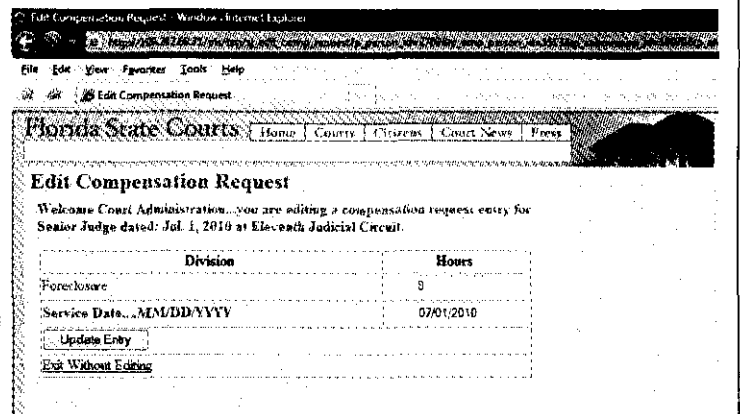 Edit Compensation Request - Windows Internet Explorer
File Edit View Favorites Tools Help
Edit Compensation Request
Florida State Courts Home Courts Citizens Court News Press
Edit Compensation Request
Welcome Court Administration...you are editing a compensation request entry for
Senior Judge dated: Jul. 1, 2010 at Eleventh Judicial Circuit.
Division Hours
Foreclosure
Service Date...MM/DD/YYYY 07/01/2010
Update Entry
Exit Without Editing